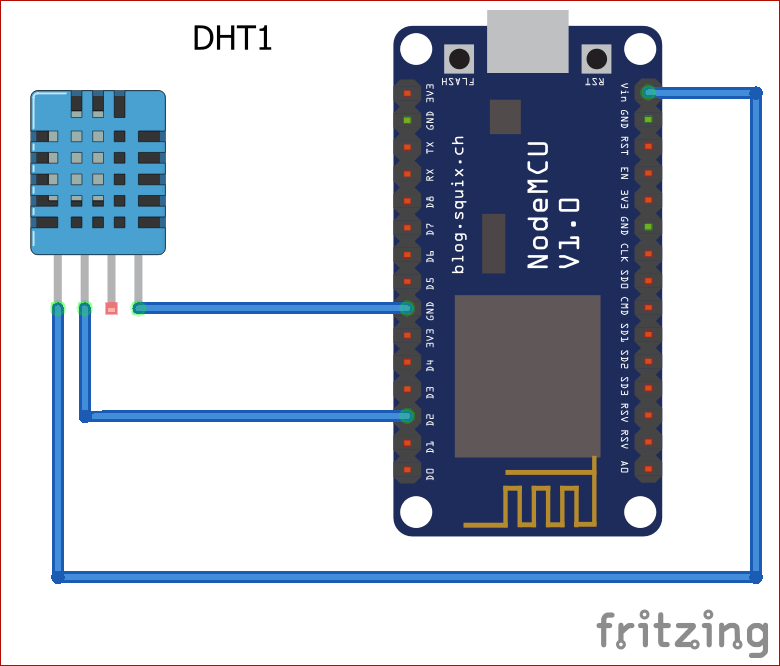 DHT1
FLASH
RST
3V3
GND
TX
RX
D8
D7
D6
D5
GND
3V3
D4
D3
D2
D1
D0
blog.squix.ch
NodeMCU
V1.0
Vin
GND
RST
EN
3V3
GND
CLK
SD0
CMD
SD1
SD2
SD3
RSV
RSV
A0
fritzing